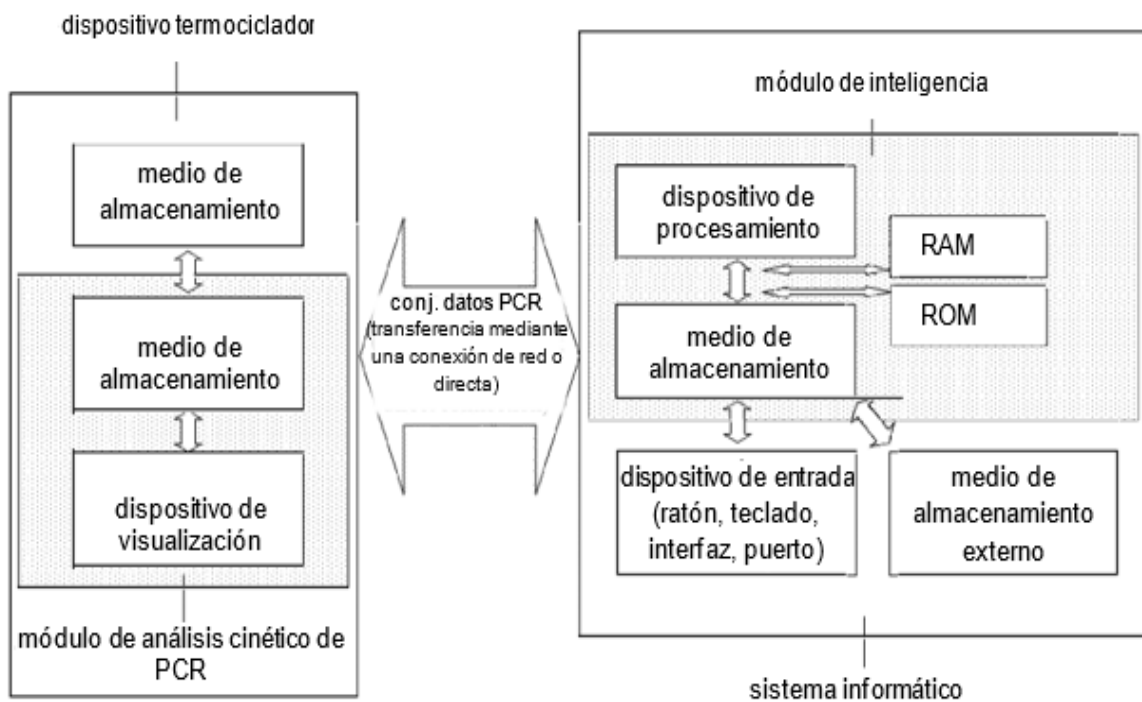 dispositivo termociclador
medio de
almacenamiento
medio de
almacenamiento
dispositivo de
visualización
módulo de análisis cinético de
PCR
conj. datos PCR
(transferencia mediante
una conexión de red o
directa)
módulo de inteligencia
dispositivo de
procesamiento
RAM
ROM
medio de
almacenamiento
dispositivo de entrada
(ratón, teclado,
interfaz, puerto)
medio de
almacenamiento
externo
sistema informático